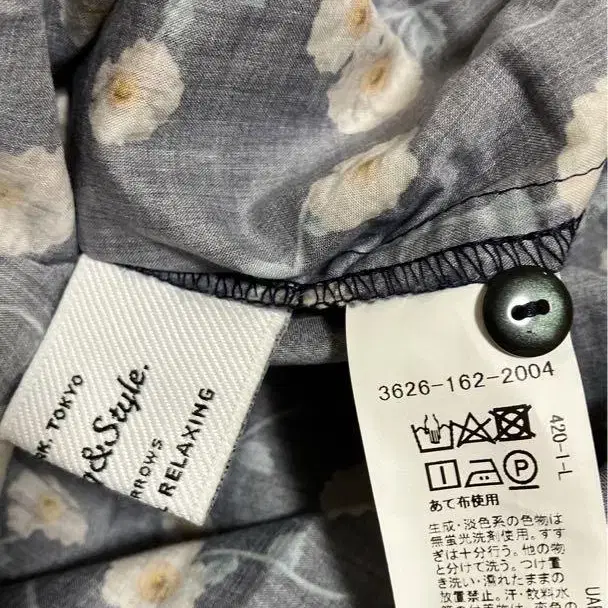 OK. TOKYO
&Style.
RROWS
RELAXING
3626-162-2004
420-I-L
P
あて布使用
生成・淡色系の色物は
無蛍光洗剤使用。すす
ぎは十分行う。他の物
と分けて洗う。つけ置
き洗い・濡れたままの
放置禁止。汗・飲料水
UA